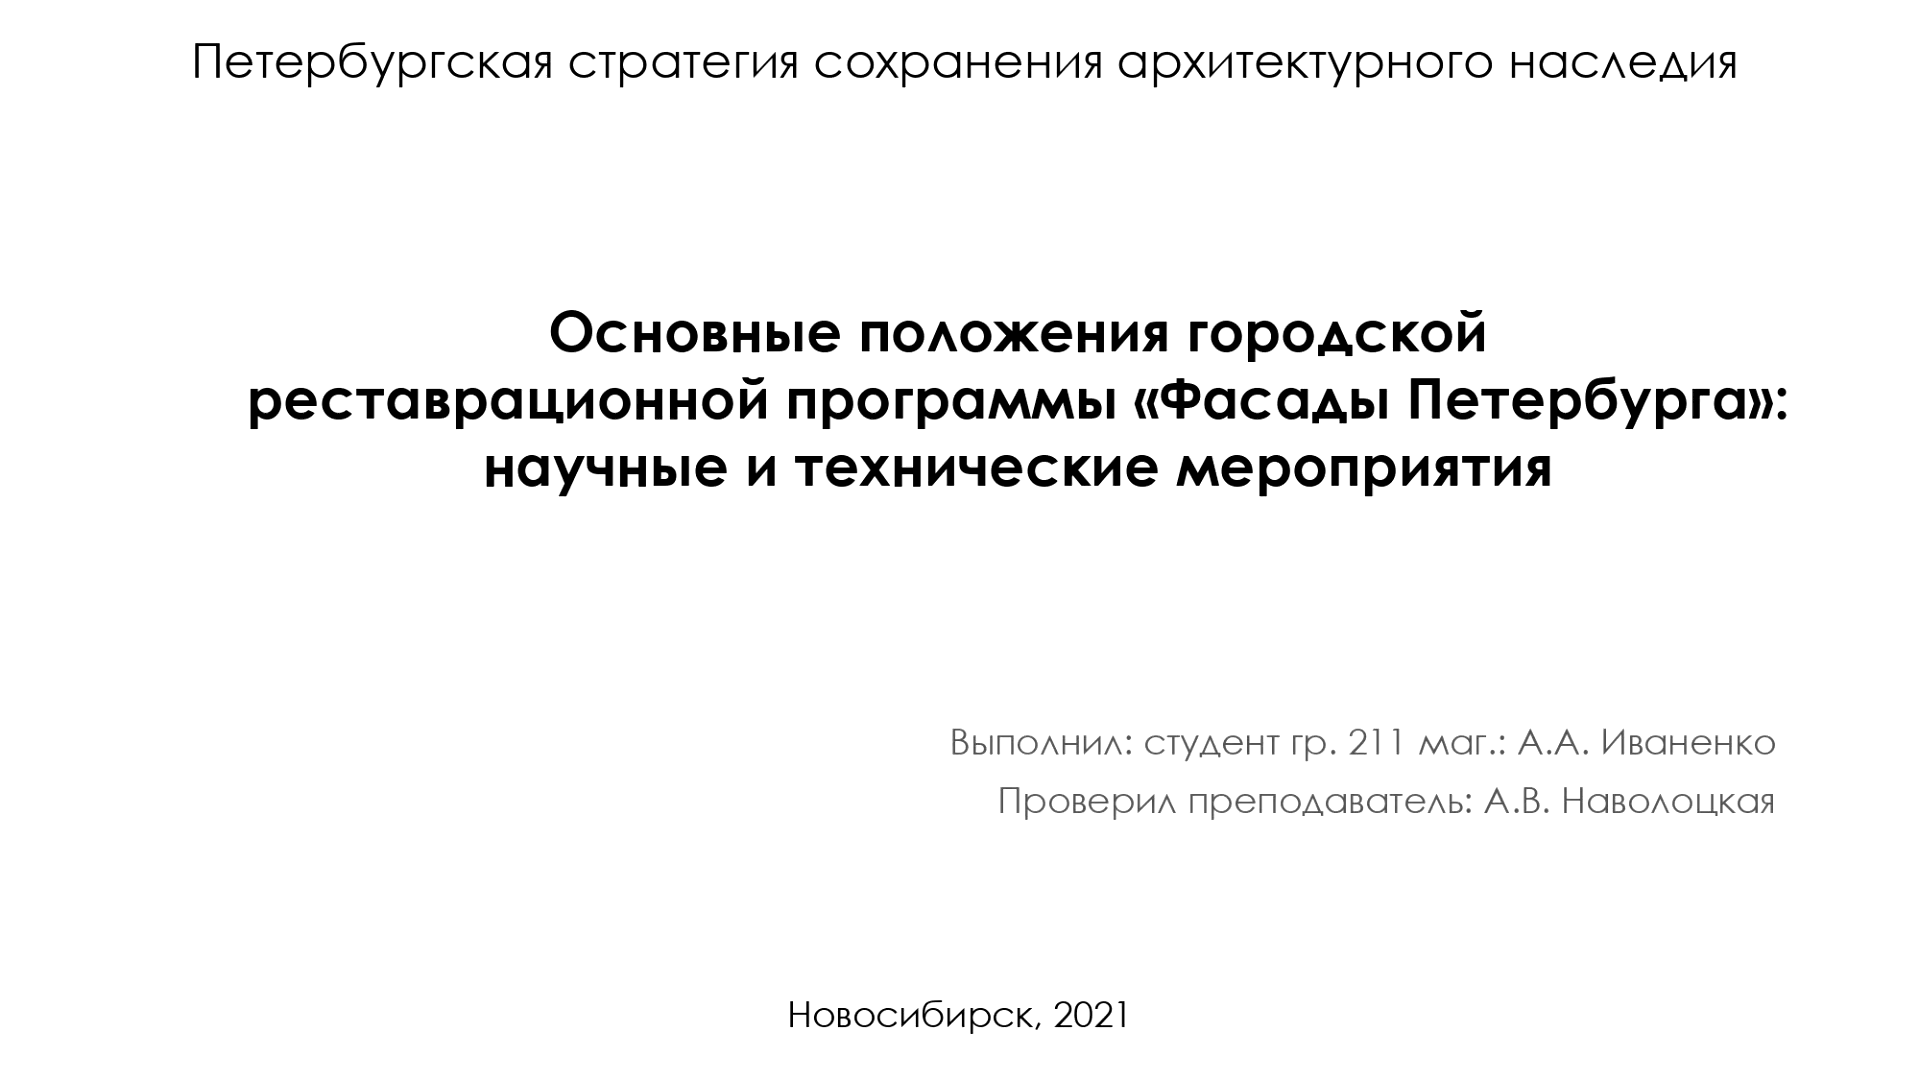 Петербургская стратегия сохранения архитектурного наследия
Основные положения городской
реставрационной программы «Фасады Петербурга»:
научные и технические мероприятия
Выполнил: студент гр. 211 маг.: А.А. Иваненко
Проверил преподаватель: А.В. Наволоцкая
Новосибирск, 2021